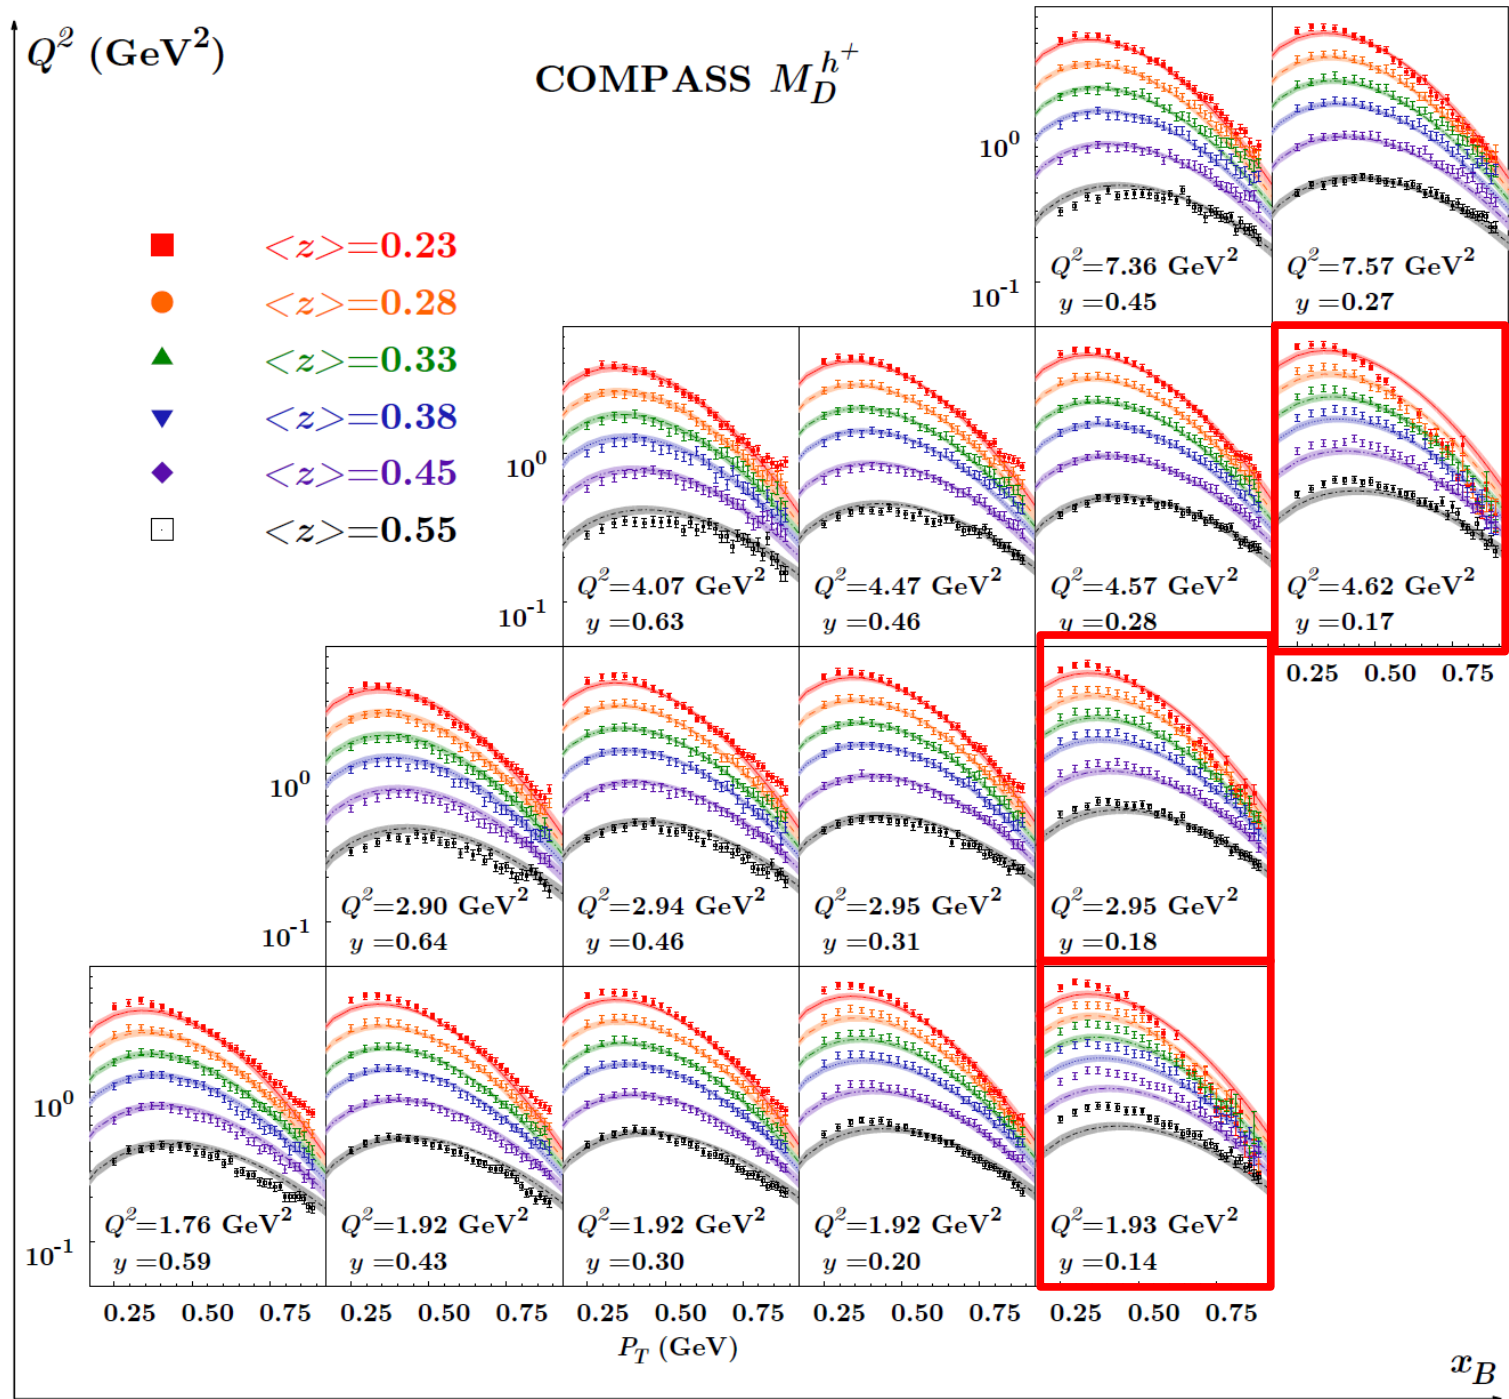 Q² (GeV²)
COMPASS M_D^{h⁺}
<z>=0.23
<z>=0.28
<z>=0.33
<z>=0.38
<z>=0.45
<z>=0.55
10⁰
10⁻¹
Q²=7.36 GeV²
y =0.45
Q²=7.57 GeV²
y =0.27
10⁰
10⁻¹
Q²=4.07 GeV²
y =0.63
Q²=4.47 GeV²
y =0.46
Q²=4.57 GeV²
y =0.28
Q²=4.62 GeV²
y =0.17
0.25 0.50 0.75
10⁰
10⁻¹
Q²=2.90 GeV²
y =0.64
Q²=2.94 GeV²
y =0.46
Q²=2.95 GeV²
y =0.31
Q²=2.95 GeV²
y =0.18
10⁰
10⁻¹
Q²=1.76 GeV²
y =0.59
Q²=1.92 GeV²
y =0.43
Q²=1.92 GeV²
y =0.30
Q²=1.92 GeV²
y =0.20
Q²=1.93 GeV²
y =0.14
0.25 0.50 0.75 0.25 0.50 0.75 0.25 0.50 0.75 0.25 0.50 0.75 0.25 0.50 0.75
P_T (GeV)
x_B